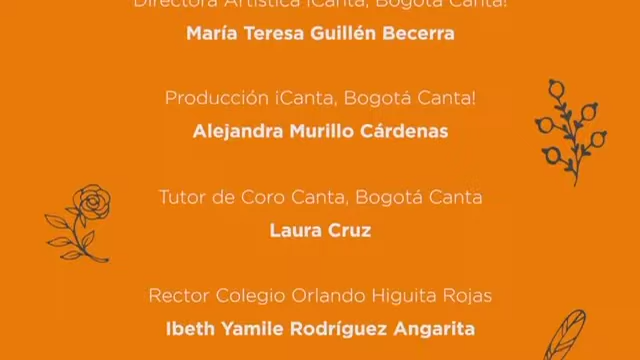 Directora Artística ¡Canta, Bogotá Canta!
María Teresa Guillén Becerra
Producción ¡Canta, Bogotá Canta!
Alejandra Murillo Cárdenas
Tutor de Coro Canta, Bogotá Canta
Laura Cruz
Rector Colegio Orlando Higuita Rojas
Ibeth Yamile Rodríguez Angarita